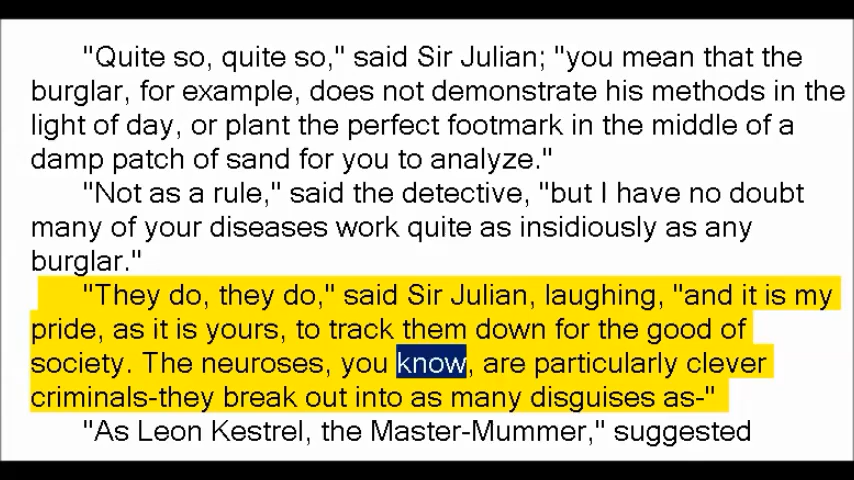 "Quite so, quite so," said Sir Julian; "you mean that the
burglar, for example, does not demonstrate his methods in the
light of day, or plant the perfect footmark in the middle of a
damp patch of sand for you to analyze."
"Not as a rule," said the detective, "but I have no doubt
many of your diseases work quite as insidiously as any
burglar."
"They do, they do," said Sir Julian, laughing, "and it is my
pride, as it is yours, to track them down for the good of
society. The neuroses, you know, are particularly clever
criminals-they break out into as many disguises as-"
"As Leon Kestrel, the Master-Mummer," suggested